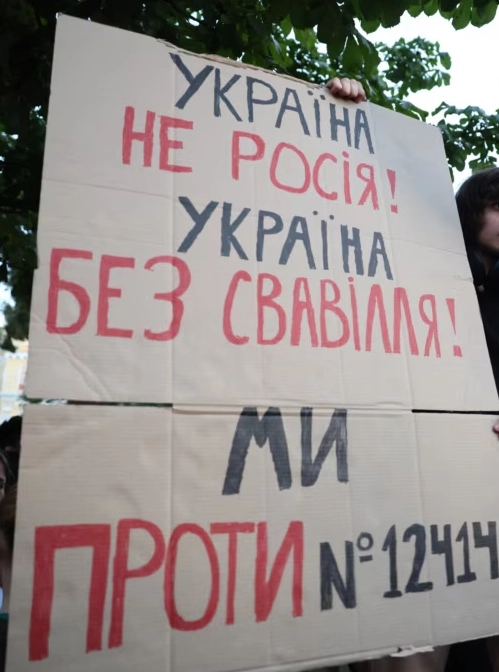 УКРАЇНА
НЕ РОСІЯ!
УКРАЇНА
БЕЗ СВАВІЛЛЯ!
МИ
ПРОТИ №12414